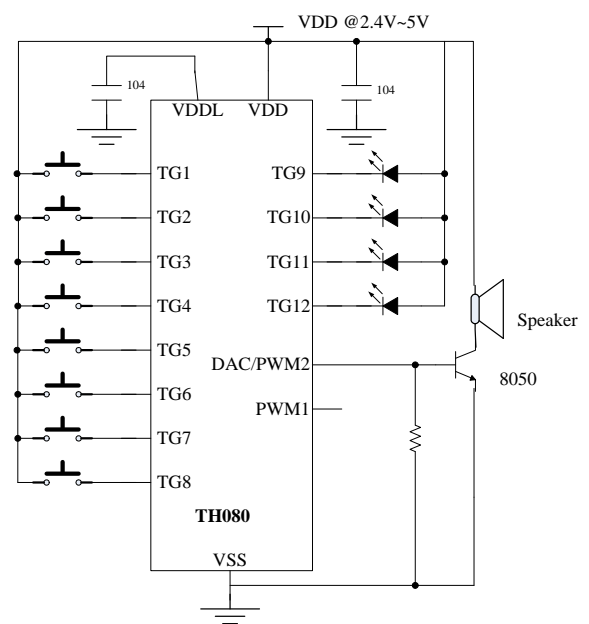 VDD @2.4V~5V
104
104
VDDL
VDD
TG1
TG9
TG2
TG10
TG3
TG11
TG4
TG12
Speaker
TG5
DAC/PWM2
8050
TG6
PWM1
TG7
TG8
TH080
VSS